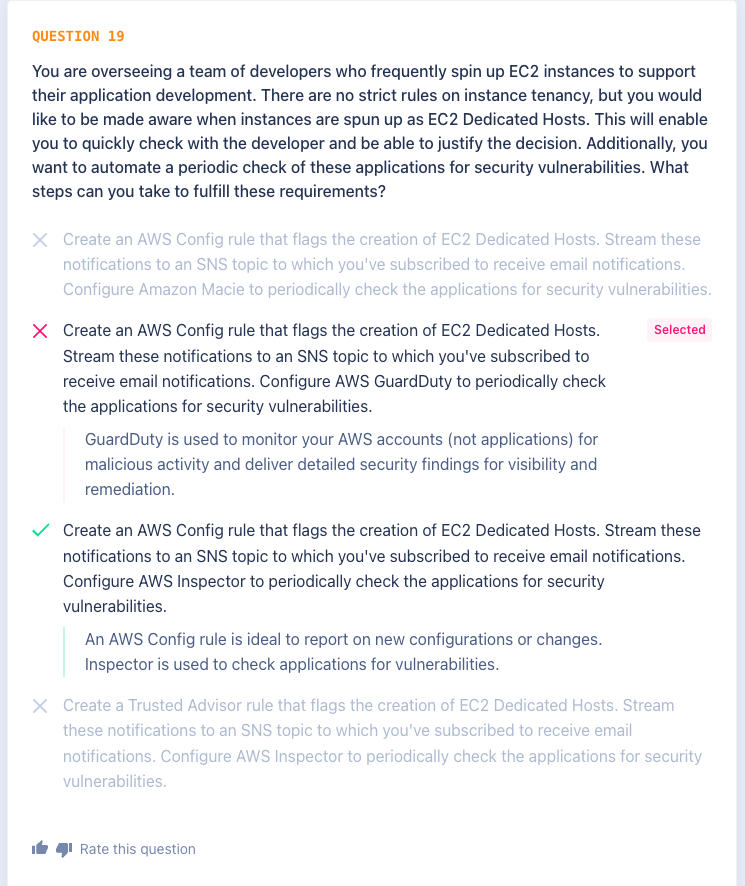 QUESTION 19
You are overseeing a team of developers who frequently spin up EC2 instances to support
their application development. There are no strict rules on instance tenancy, but you would
like to be made aware when instances are spun up as EC2 Dedicated Hosts. This will enable
you to quickly check with the developer and be able to justify the decision. Additionally, you
want to automate a periodic check of these applications for security vulnerabilities. What
steps can you take to fulfill these requirements?
Create an AWS Config rule that flags the creation of EC2 Dedicated Hosts. Stream these
notifications to an SNS topic to which you've subscribed to receive email notifications.
Configure Amazon Macie to periodically check the applications for security vulnerabilities.
Create an AWS Config rule that flags the creation of EC2 Dedicated Hosts.
Selected
Stream these notifications to an SNS topic to which you've subscribed to
receive email notifications. Configure AWS GuardDuty to periodically check
the applications for security vulnerabilities.
GuardDuty is used to monitor your AWS accounts (not applications) for
malicious activity and deliver detailed security findings for visibility and
remediation.
Create an AWS Config rule that flags the creation of EC2 Dedicated Hosts. Stream these
notifications to an SNS topic to which you've subscribed to receive email notifications.
Configure AWS Inspector to periodically check the applications for security
vulnerabilities.
An AWS Config rule is ideal to report on new configurations or changes.
Inspector is used to check applications for vulnerabilities.
Create a Trusted Advisor rule that flags the creation of EC2 Dedicated Hosts. Stream
these notifications to an SNS topic to which you've subscribed to receive email
notifications. Configure AWS Inspector to periodically check the applications for security
vulnerabilities.
Rate this question